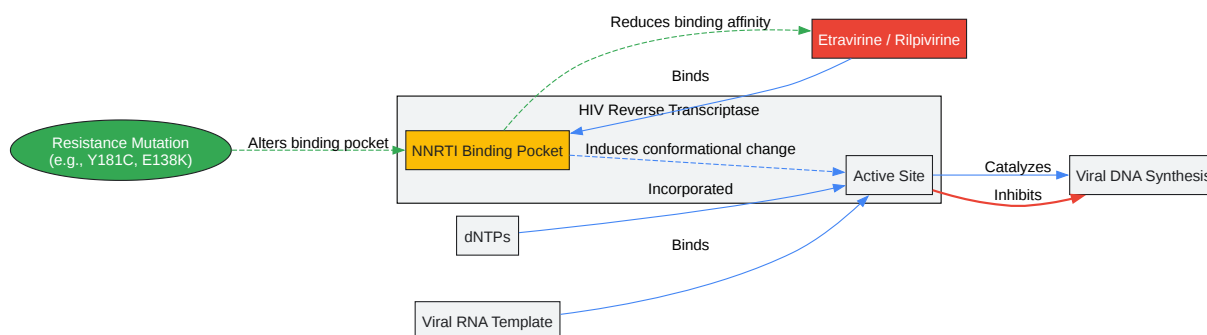 Reduces binding affinity
Etravirine / Rilpivirine
Binds
HIV Reverse Transcriptase
Resistance Mutation
(e.g., Y181C, E138K)
Alters binding pocket
NNRTI Binding Pocket
Induces conformational change
Active Site
Catalyzes
Viral DNA Synthesis
Inhibits
Incorporated
dNTPs
Binds
Viral RNA Template